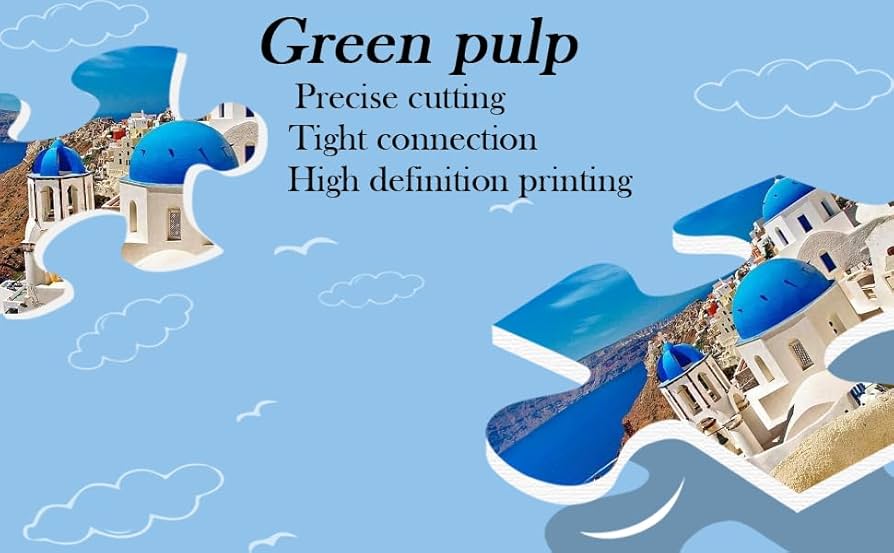 Green pulp
Precise cutting
Tight connection
High definition printing